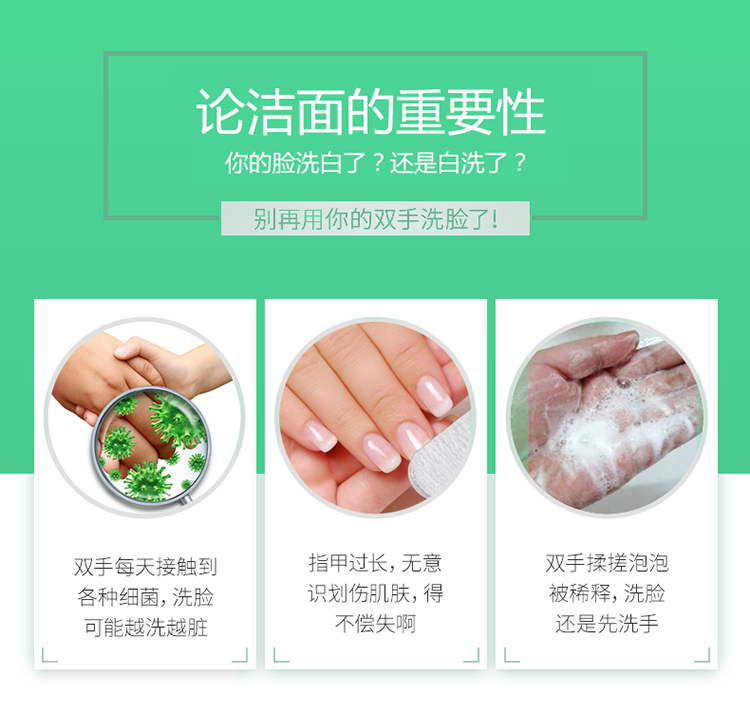 论洁面的重要性
你的脸洗白了？还是白洗了？
别再用你的双手洗脸了!
双手每天接触到
各种细菌，洗脸
可能越洗越脏
指甲过长，无意
识划伤肌肤，得
不偿失啊
双手揉搓泡泡
被稀释，洗脸
还是先洗手